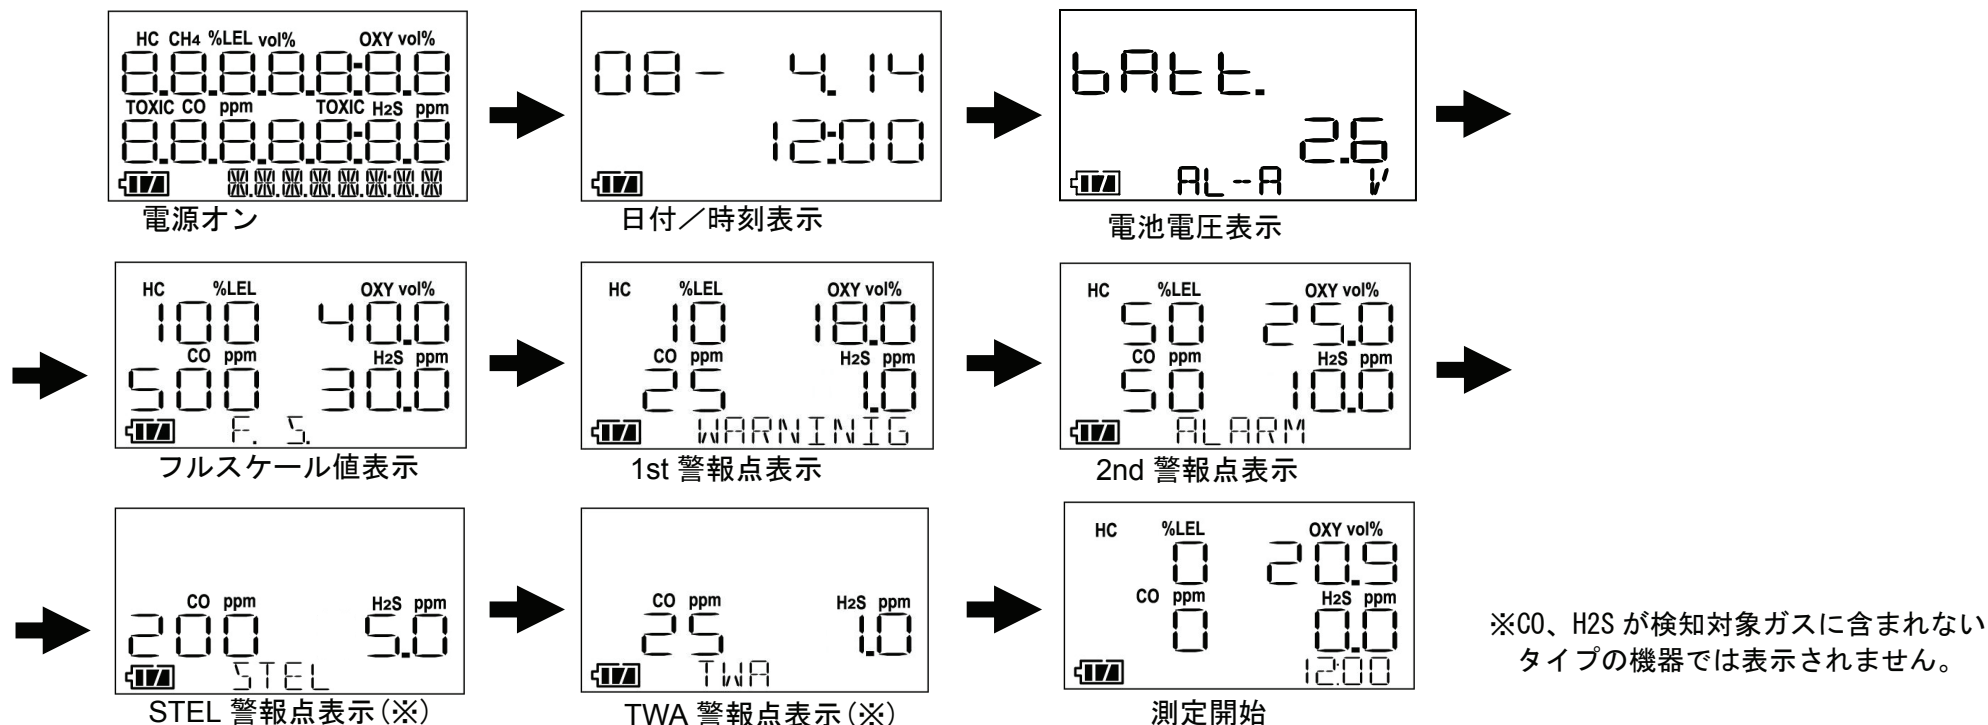 HC CH4 %LEL vol% OXY vol%
8.8.8.8.8:8.8
TOXIC CO ppm TOXIC H2S ppm
8.8.8.8.8:8.8
電源オン
08- 4.14
12:00
日付／時刻表示
bAtt.
2.6
AL-A V
電池電圧表示
HC %LEL OXY vol%
100 40.0
CO ppm H2S ppm
500 30.0
F. S.
フルスケール値表示
HC %LEL OXY vol%
10 18.0
CO ppm H2S ppm
25 1.0
WARNINIG
1st 警報点表示
HC %LEL OXY vol%
50 25.0
CO ppm H2S ppm
50 10.0
ALARM
2nd 警報点表示
CO ppm H2S ppm
200 5.0
STEL
STEL 警報点表示(※)
CO ppm H2S ppm
25 1.0
TWA
TWA 警報点表示(※)
HC %LEL OXY vol%
0 20.9
CO ppm H2S ppm
0 0.0
12:00
測定開始
※CO、H2S が検知対象ガスに含まれない
タイプの機器では表示されません。